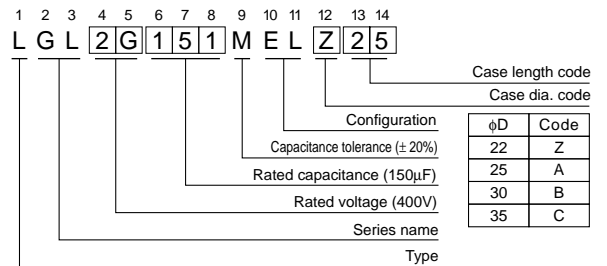 1 2 3 4 5 6 7 8 9 10 11 12 13 14
L G L 2 G 1 5 1 M E L Z 2 5
Case length code
Case dia. code
Configuration
Capacitance tolerance (± 20%)
Rated capacitance (150μF)
Rated voltage (400V)
Series name
Type
ϕD Code
22 Z
25 A
30 B
35 C